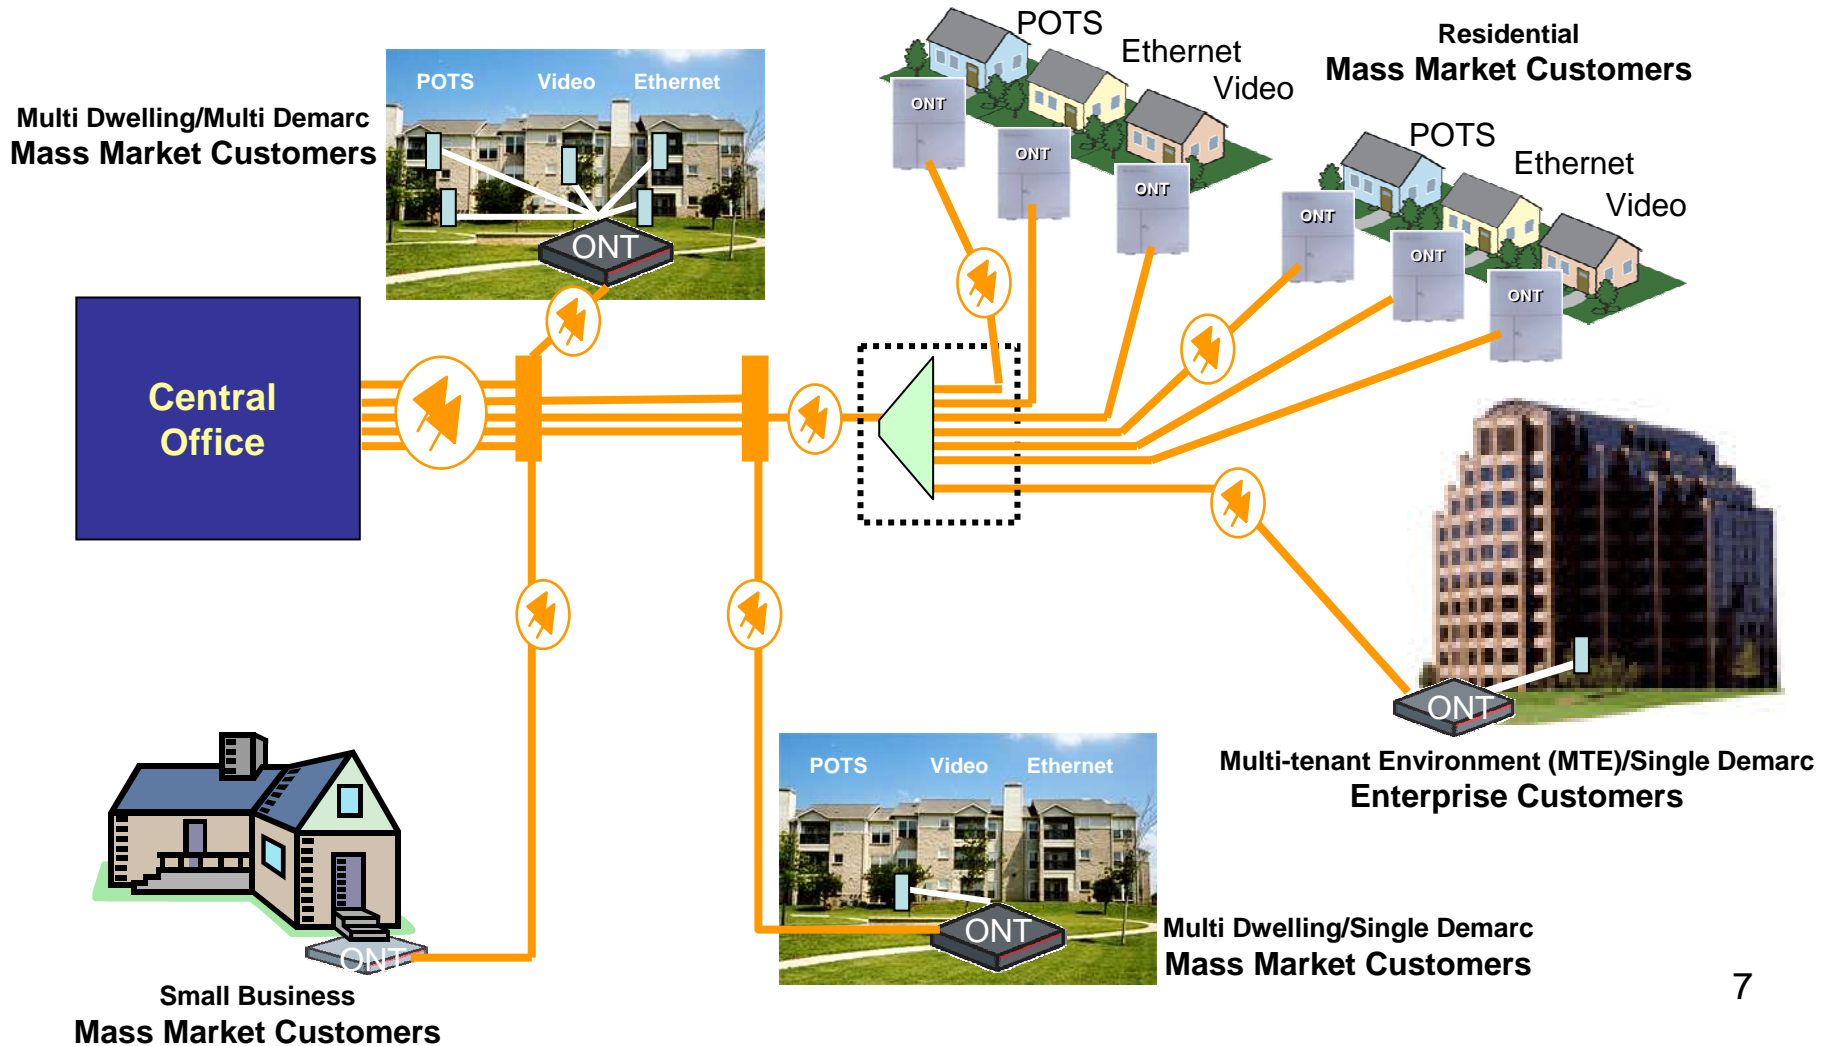 POTS
Ethernet
Video
Residential
Mass Market Customers
POTS Video Ethernet
Multi Dwelling/Multi Demarc
Mass Market Customers
ONT
ONT
ONT
ONT
POTS
Ethernet
Video
ONT
ONT
ONT
Central
Office
ONT
Multi-tenant Environment (MTE)/Single Demarc
Enterprise Customers
POTS Video Ethernet
ONT
Multi Dwelling/Single Demarc
Mass Market Customers
ONT
Small Business
Mass Market Customers
7